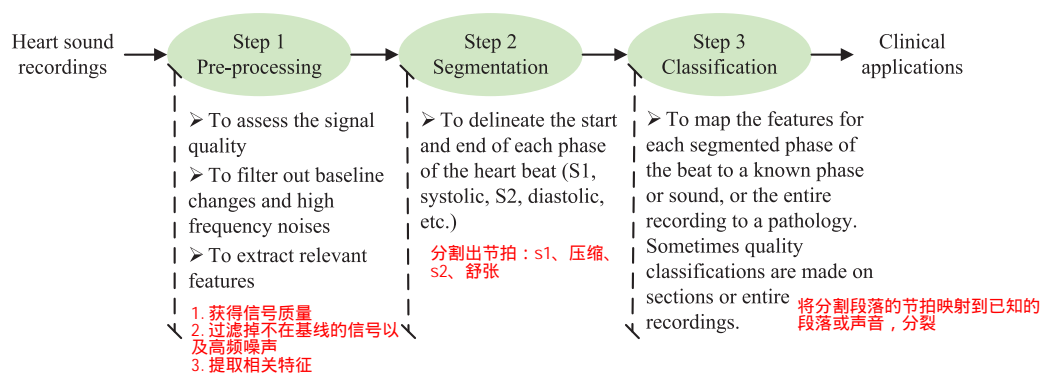 Heart sound
recordings
Step 1
Pre-processing
Step 2
Segmentation
Step 3
Classification
Clinical
applications
➢ To assess the signal
quality
➢ To filter out baseline
changes and high
frequency noises
➢ To extract relevant
features
1. 获得信号质量
2. 过滤掉不在基线的信号以
及高频噪声
3. 提取相关特征
➢ To delineate the start
and end of each phase
of the heart beat (S1,
systolic, S2, diastolic,
etc.)
分割出节拍：s1、压缩、
s2、舒张
➢ To map the features for
each segmented phase of
the beat to a known phase
or sound, or the entire
recording to a pathology.
Sometimes quality
classifications are made on
sections or entire
recordings.
将分割段落的节拍映射到已知的
段落或声音，分裂